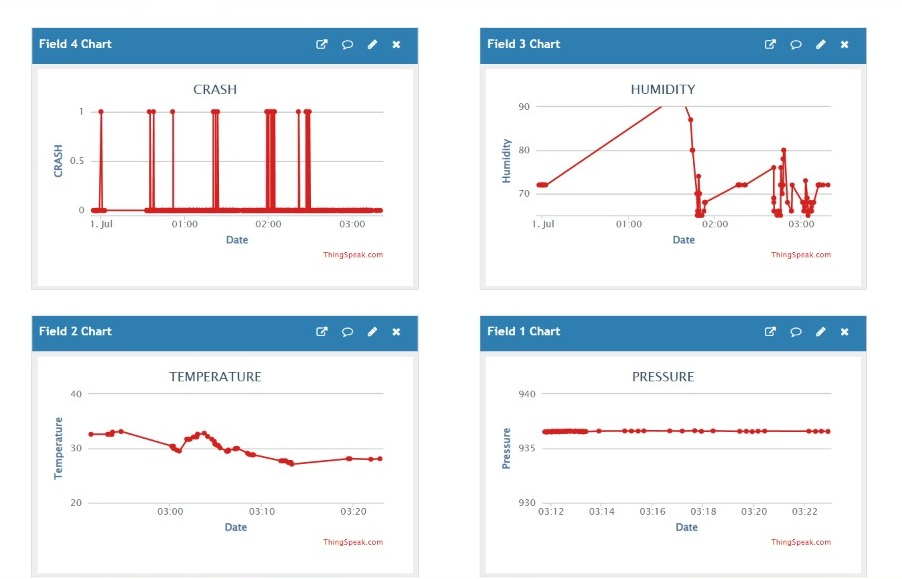 Field 4 Chart
CRASH
1
0.5
0
CRASH
1. Jul 01:00 02:00 03:00
Date
ThingSpeak.com
Field 3 Chart
HUMIDITY
90
80
70
Humidity
1. Jul 01:00 02:00 03:00
Date
ThingSpeak.com
Field 2 Chart
TEMPERATURE
40
30
20
Temperature
03:00 03:10 03:20
Date
ThingSpeak.com
Field 1 Chart
PRESSURE
940
935
930
Pressure
03:12 03:14 03:16 03:18 03:20 03:22
Date
ThingSpeak.com